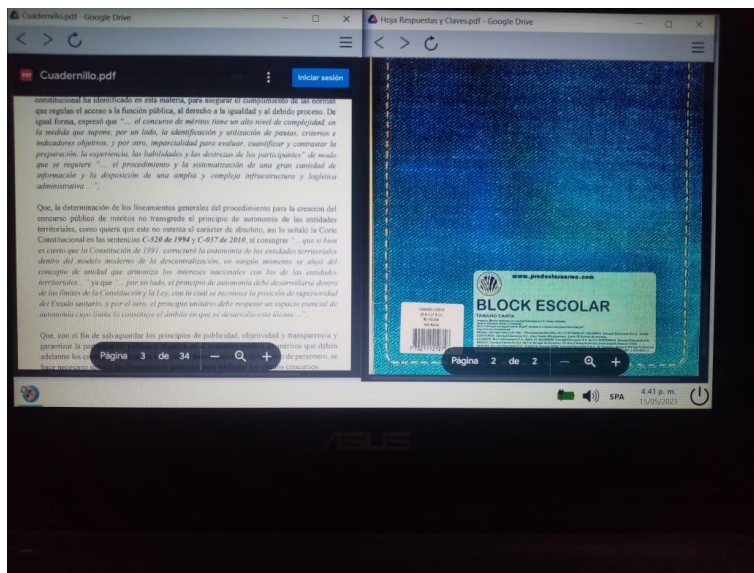 Cuadernillo.pdf - Google Drive
Cuadernillo.pdf
Iniciar sesión
constitucional ha identificado en esta materia, para asegurar el cumplimiento de las normas
que regulan el acceso a la función pública, al derecho a la igualdad y al debido proceso. De
igual forma, expresó que ".... el concurso de méritos tiene un alto nivel de complejidad, en
la medida que supone, por un lado, la identificación y utilización de pautas, criterios e
indicadores objetivos, y por otro, imparcialidad para evaluar, cuantificar y contrastar la
preparación, la experiencia, las habilidades y las destrezas de los participantes" de modo
que se requiere ".... el procedimiento y la sistematización de una gran cantidad de
información y la disposición de una amplia y compleja infraestructura y logística
administrativa ... ";
Que, la determinación de los lineamientos generales del procedimiento para la creación del
concurso público de méritos no transgrede el principio de autonomía de las entidades
territoriales, como quiera que este no ostenta el carácter de absoluto, así lo señaló la Corte
Constitucional en las sentencias C-520 de 1994 y C-037 de 2010, al consagrar "... que si bien
es cierto que la Constitución de 1991, estructuró la autonomía de las entidades territoriales
dentro del modelo moderno de la descentralización, en ningún momento se alejó del
concepto de unidad que armoniza los intereses nacionales con los de las entidades
territoriales... " ya que "... por un lado, el principio de autonomía debe desarrollarse dentro
de los límites de la Constitución y la Ley, con lo cual se reconoce la posición de superioridad
del Estado unitario, y por el otro, el principio unitario debe respetar un espacio esencial de
autonomía cuyo límite lo constituye el ámbito en que se desarrolla esta última ...".
Que, con el fin de salvaguardar los principios de publicidad, objetividad y transparencia y
garantizar la méritos que deben
adelantar los de personero, se
hace necesario concursos.
Página 3 de 34
Hoja Respuestas y Claves.pdf - Google Drive
www.productosnorma.com
BLOCK ESCOLAR
TAMAÑO CARTA
Página 2 de 2
SPA
4:41 p. m.
15/05/2023
ASUS